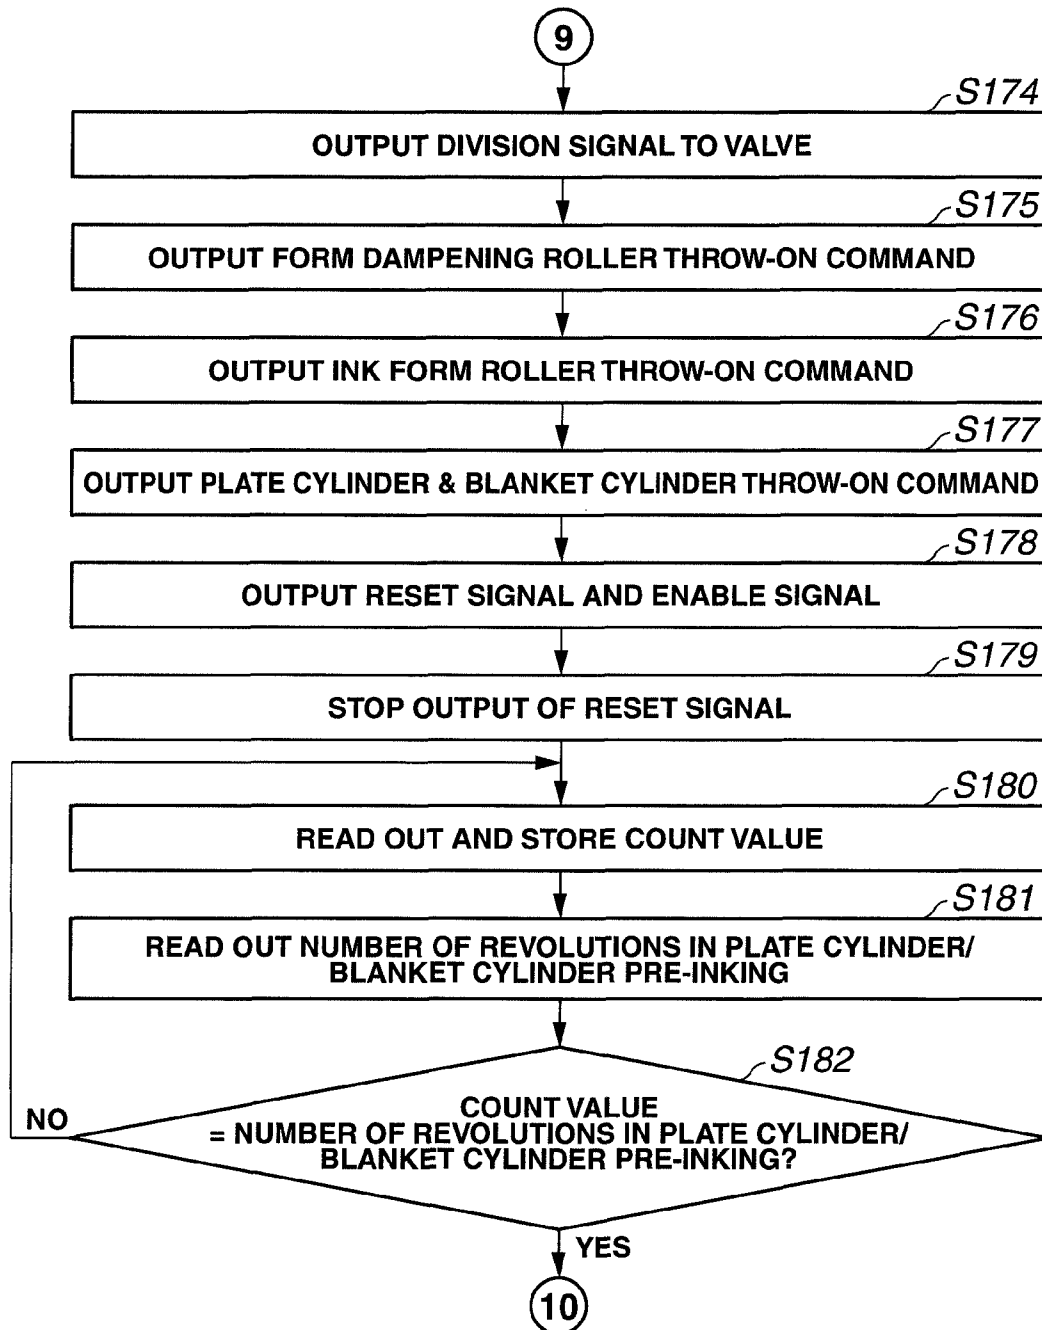 9
S174
OUTPUT DIVISION SIGNAL TO VALVE
S175
OUTPUT FORM DAMPENING ROLLER THROW-ON COMMAND
S176
OUTPUT INK FORM ROLLER THROW-ON COMMAND
S177
OUTPUT PLATE CYLINDER & BLANKET CYLINDER THROW-ON COMMAND
S178
OUTPUT RESET SIGNAL AND ENABLE SIGNAL
S179
STOP OUTPUT OF RESET SIGNAL
S180
READ OUT AND STORE COUNT VALUE
S181
READ OUT NUMBER OF REVOLUTIONS IN PLATE CYLINDER/
BLANKET CYLINDER PRE-INKING
S182
COUNT VALUE
= NUMBER OF REVOLUTIONS IN PLATE CYLINDER/
BLANKET CYLINDER PRE-INKING?
NO
YES
10